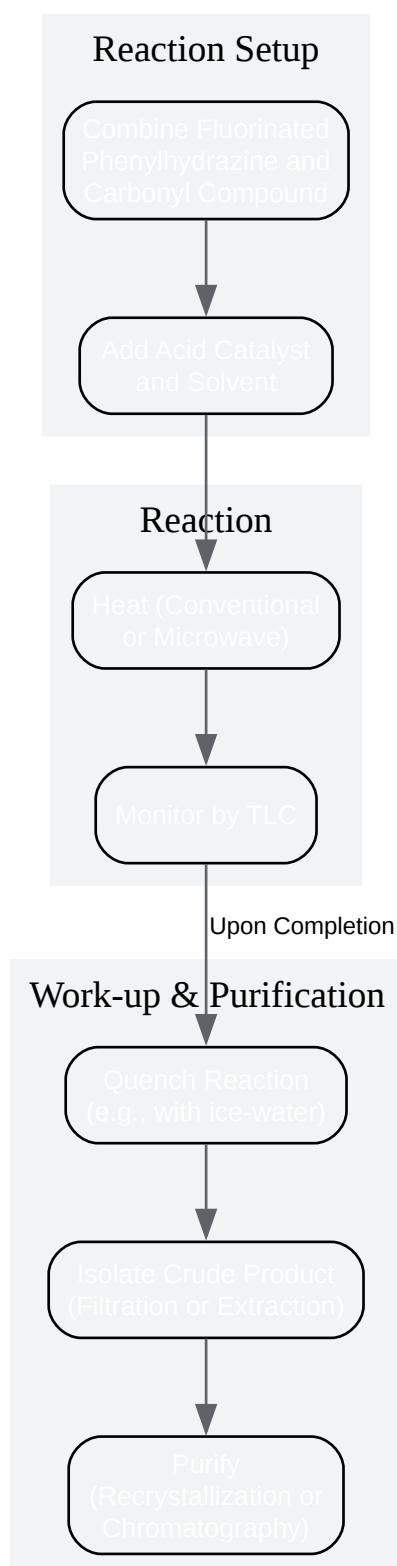 Reaction Setup
Combine Fluorinated
Phenylhydrazine and
Carbonyl Compound
Add Acid Catalyst
and Solvent
Reaction
Heat (Conventional
or Microwave)
Monitor by TLC
Upon Completion
Work-up & Purification
Quench Reaction
(e.g., with ice-water)
Isolate Crude Product
(Filtration or Extraction)
Purify
(Recrystallization or
Chromatography)